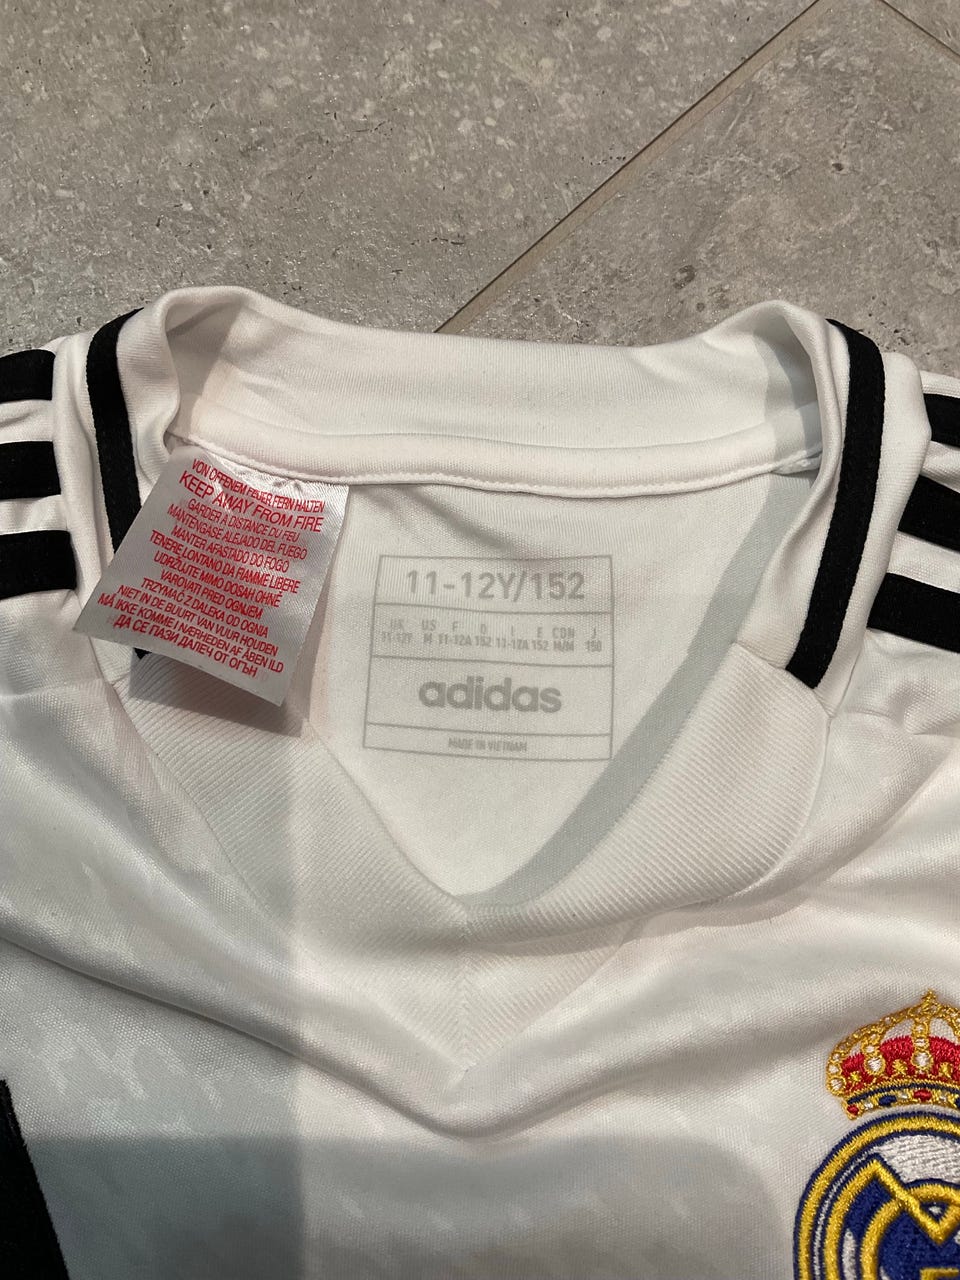 VON OFFENEM FEUER FERN HALTEN
KEEP AWAY FROM FIRE
GARDER À DISTANCE DU FEU
MANTENGASE ALEJADO DEL FUEGO
MANTER AFASTADO DO FOGO
TENERE LONTANO DA FIAMME LIBERE
UDRŽUJTE MIMO DOSAH OHNĚ
VAROVATI PRED OGNJEM
TRZYMAĆ Z DALEKA OD OGNIA
NIET IN DE BUURT VAN VUUR HOUDEN
MÅ IKKE KOMME I NÆRHEDEN AF ÅBEN ILD
ДА СЕ ПАЗИ ДАЛЕЧ ОТ ОГЪН
11-12Y/152
UK US F D I E CDN J
11-12Y M 11-12A 152 11-12A 152 M/M 150
adidas
MADE IN VIETNAM